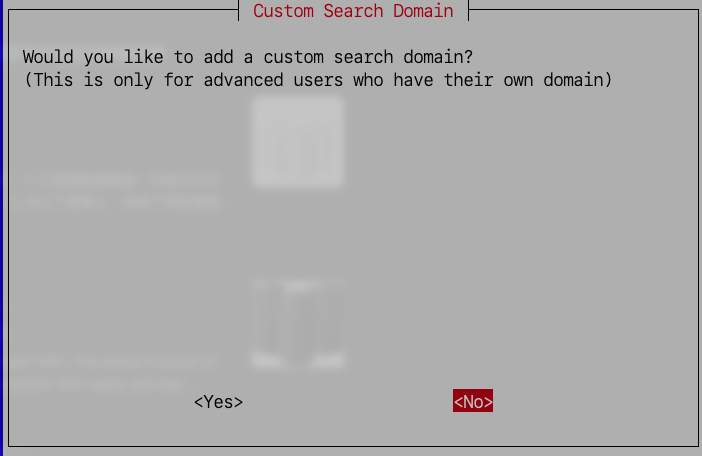 Custom Search Domain
Would you like to add a custom search domain?
(This is only for advanced users who have their own domain)
<Yes>
<No>